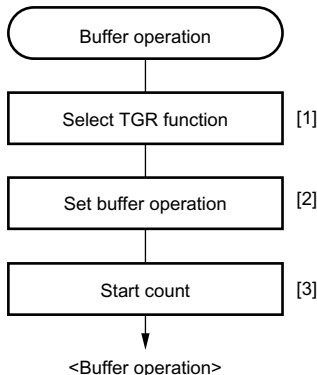 Buffer operation
Select TGR function [1]
Set buffer operation [2]
Start count [3]
<Buffer operation>